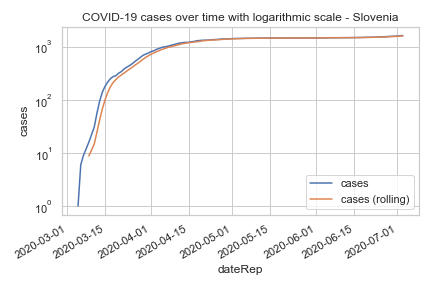 COVID-19 cases over time with logarithmic scale - Slovenia
cases
10³
10²
10¹
10⁰
cases
cases (rolling)
2020-03-01
2020-03-15
2020-04-01
2020-04-15
2020-05-01
2020-05-15
2020-06-01
2020-06-15
2020-07-01
dateRep